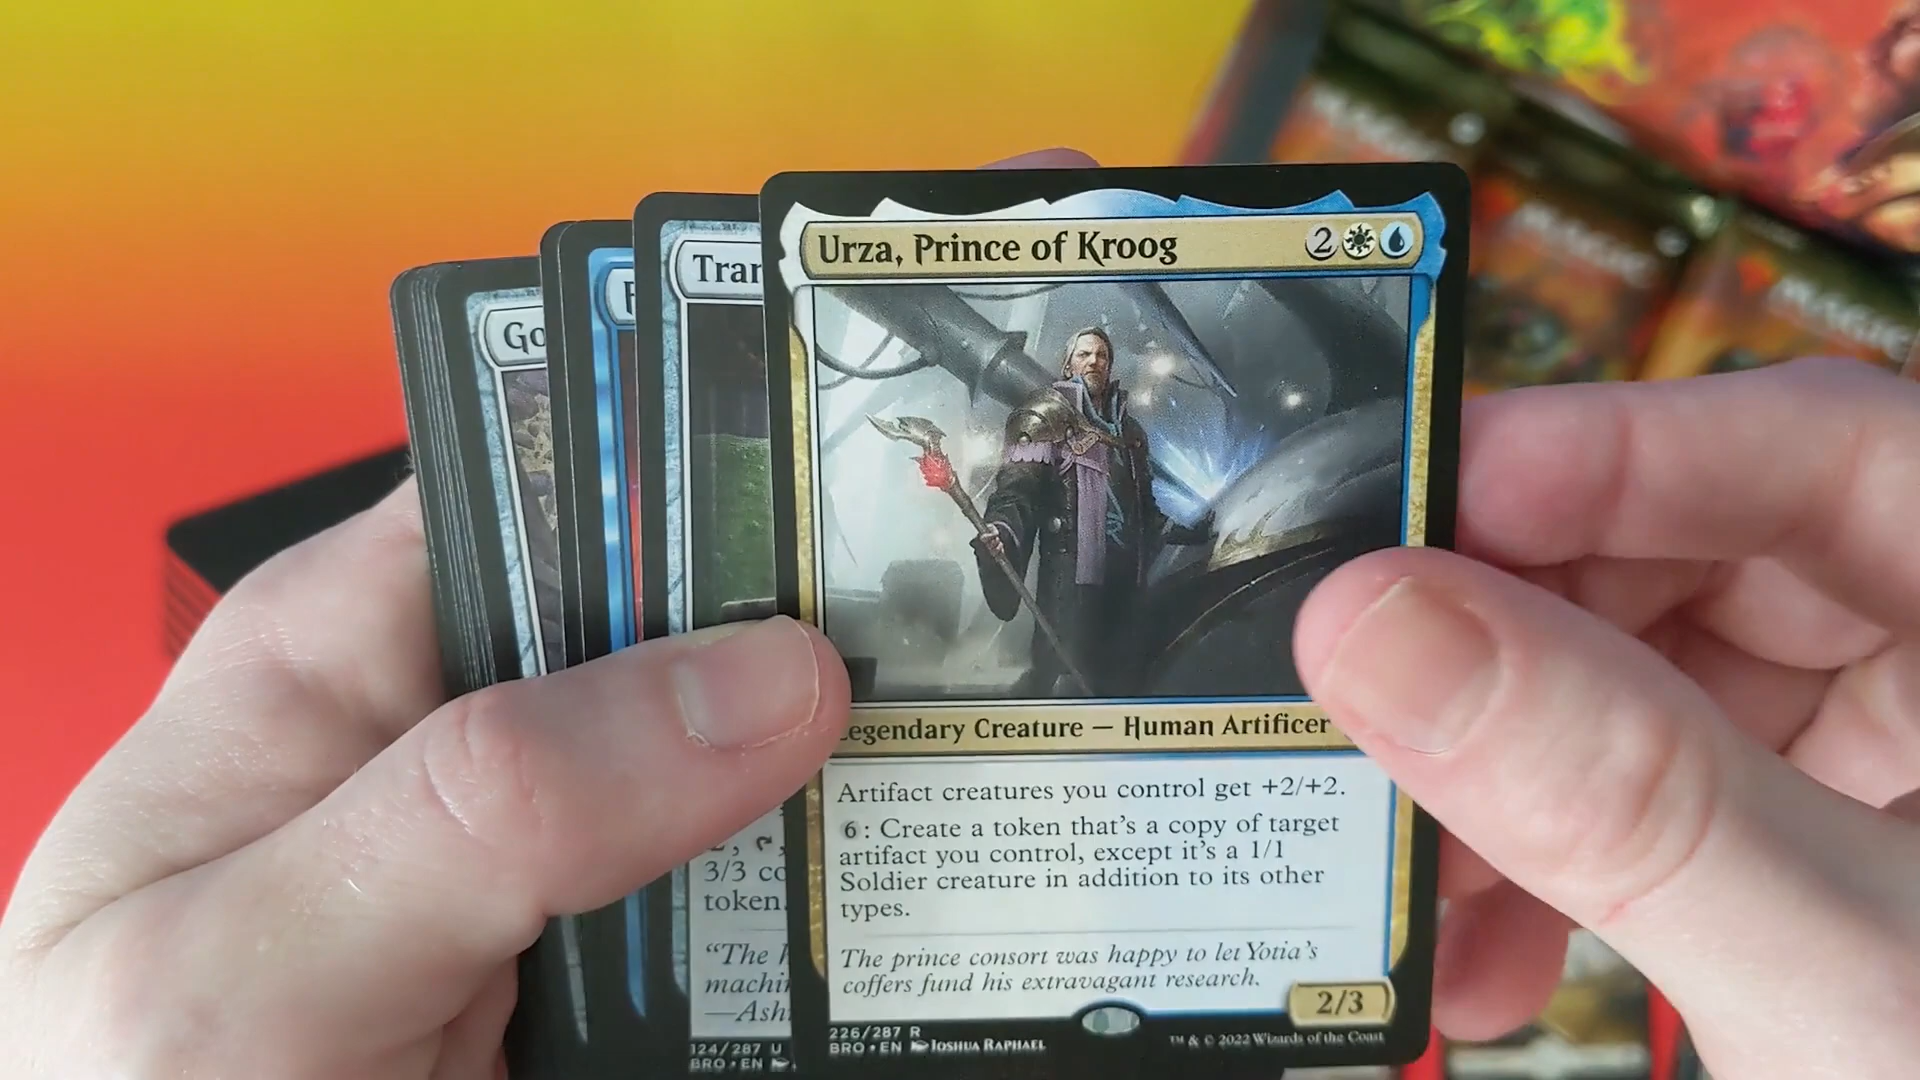 Urza, Prince of Kroog
2
Legendary Creature — Human Artificer
Artifact creatures you control get +2/+2.
6: Create a token that's a copy of target
artifact you control, except it's a 1/1
Soldier creature in addition to its other
types.
The prince consort was happy to let Yotia's
coffers fund his extravagant research.
2/3
226/287 R
BRO • EN JOSHUA RAPHAEL
™ & © 2022 Wizards of the Coast
Tran
3/3 co
token.
“The
machi
—Ash
124/287 U
BRO • EN
Go
MAGIC
MAGIC
MAGIC